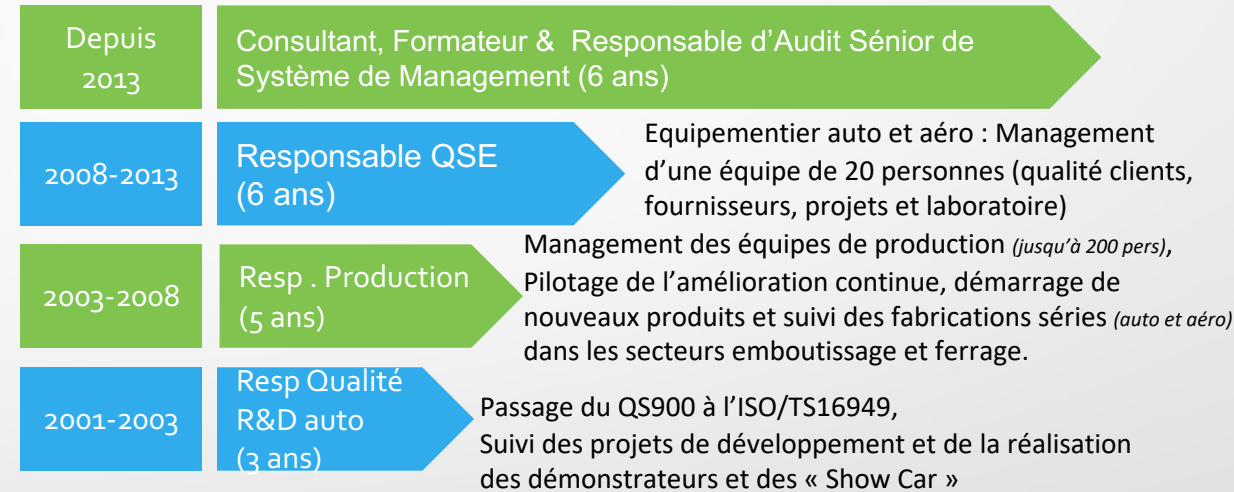 Depuis
2013
Consultant, Formateur & Responsable d’Audit Sénior de
Système de Management (6 ans)
2008-2013
Responsable QSE
(6 ans)
Equipementier auto et aéro : Management
d’une équipe de 20 personnes (qualité clients,
fournisseurs, projets et laboratoire)
2003-2008
Resp . Production
(5 ans)
Management des équipes de production (jusqu’à 200 pers),
Pilotage de l’amélioration continue, démarrage de
nouveaux produits et suivi des fabrications séries (auto et aéro)
dans les secteurs emboutissage et ferrage.
2001-2003
Resp Qualité
R&D auto
(3 ans)
Passage du QS900 à l’ISO/TS16949,
Suivi des projets de développement et de la réalisation
des démonstrateurs et des « Show Car »